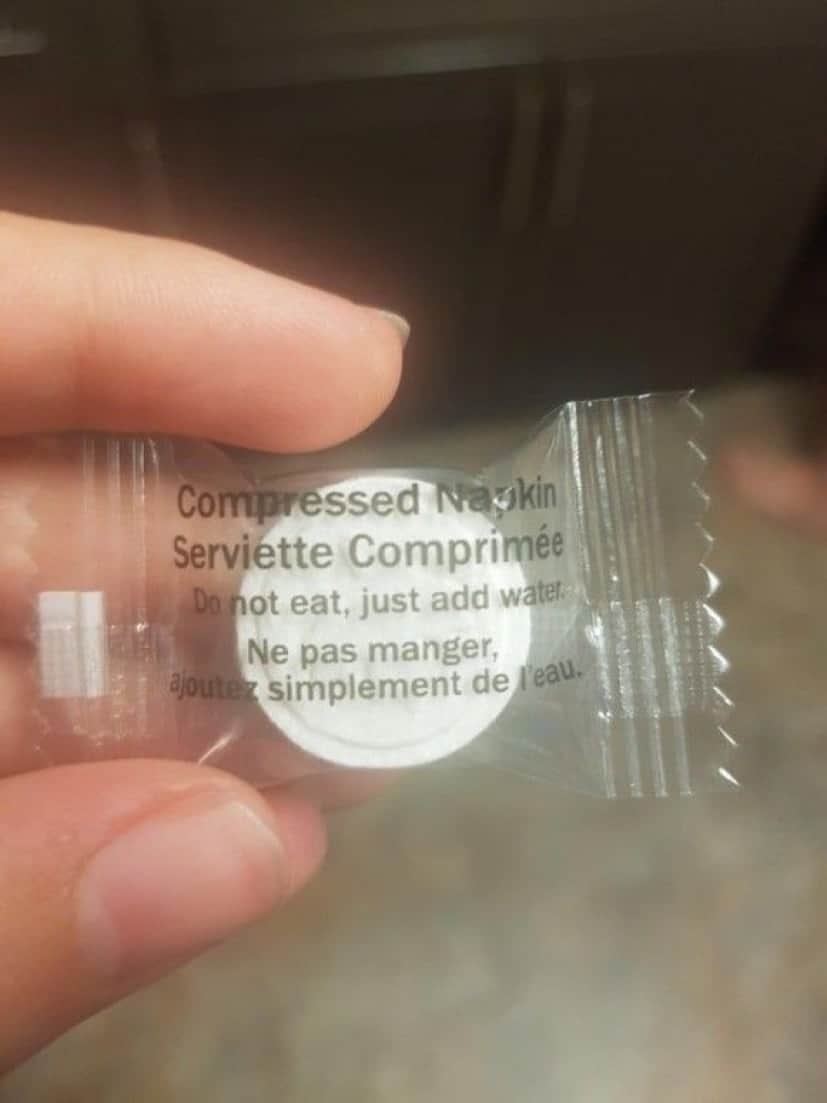 Compressed Napkin
Serviette Comprimée
Do not eat, just add water.
Ne pas manger,
ajoutez simplement de l'eau.